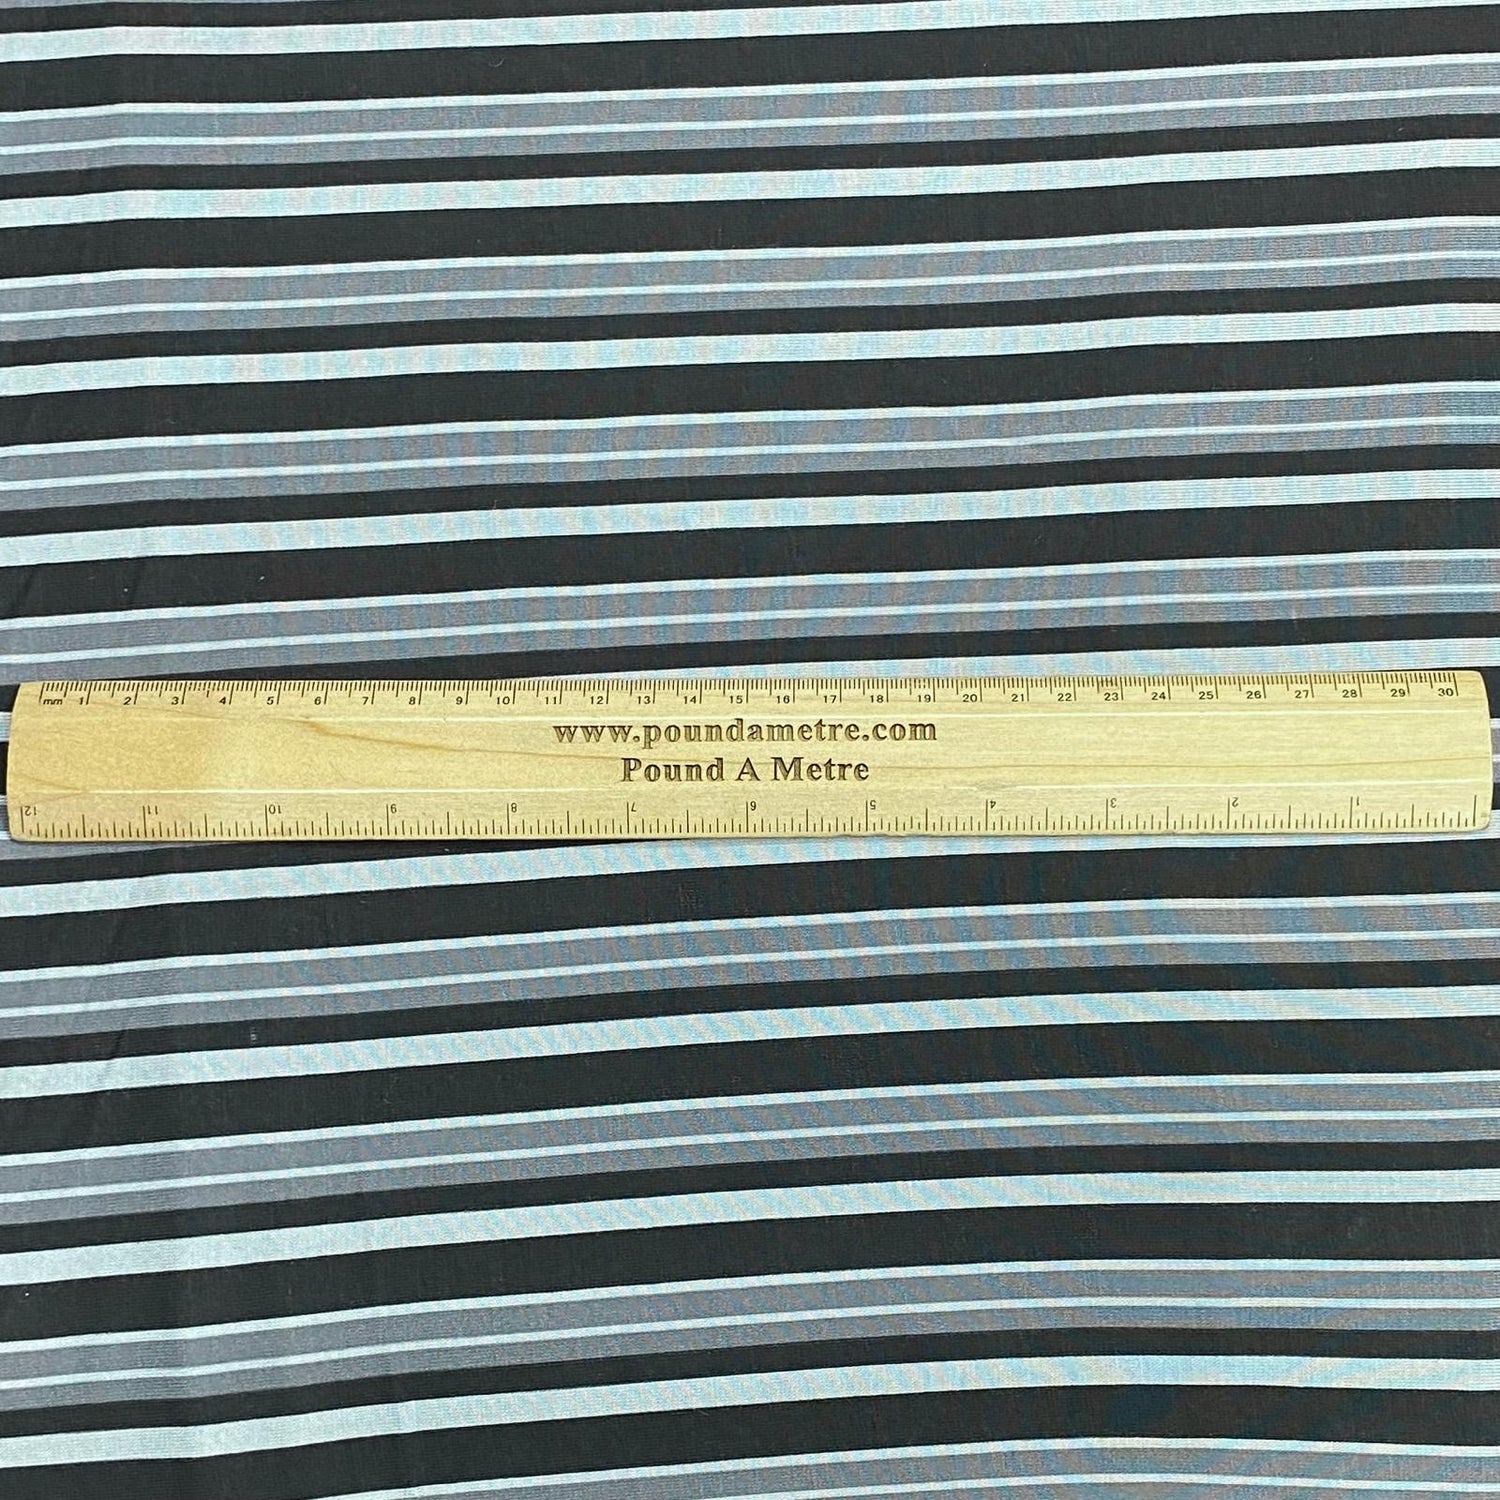 mm 1 2 3 4 5 6 7 8 9 10 11 12 13 14 15 16 17 18 19 20 21 22 23 24 25 26 27 28 29 30
www.poundametre.com
Pound A Metre
12 11 10 9 8 7 6 5 4 3 2 1